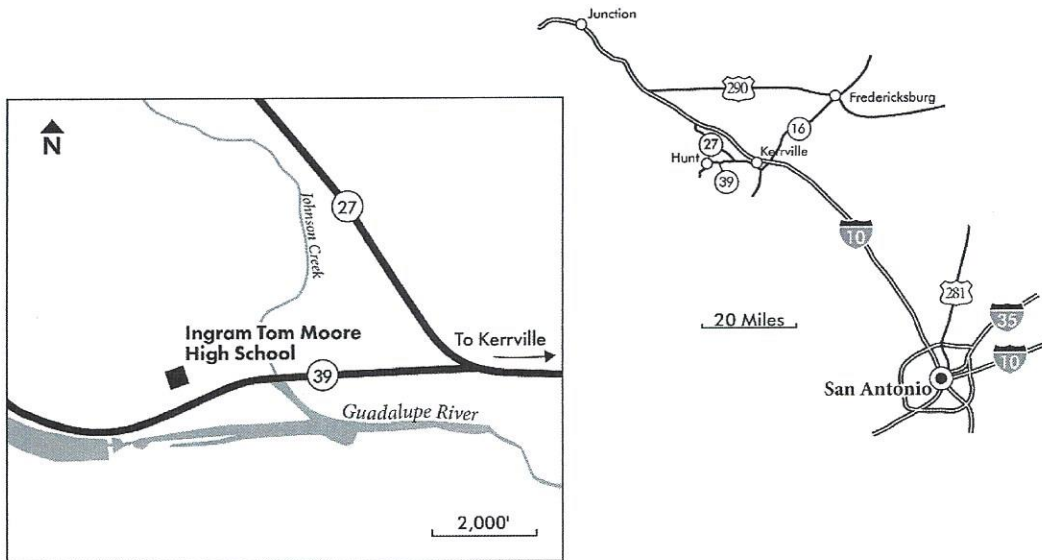 N
27
Johnson Creek
Ingram Tom Moore
High School
To Kerrville
39
Guadalupe River
2,000'
Junction
290
Fredericksburg
16
27
Hunt
Kerrville
39
10
281
20 Miles
35
10
San Antonio